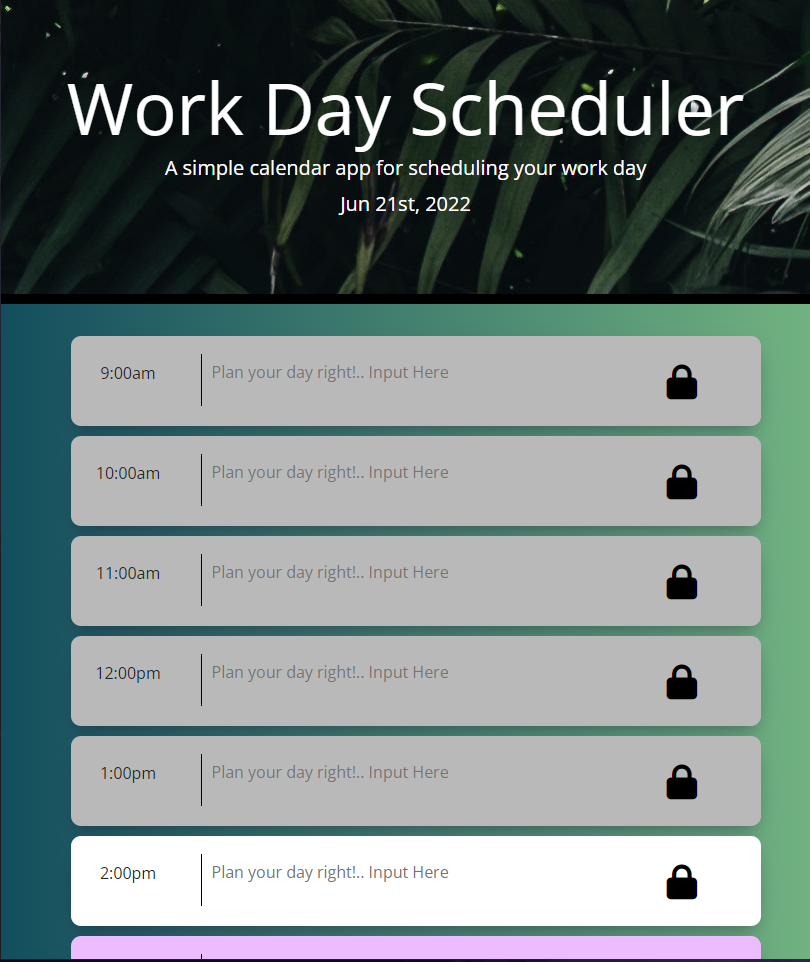 Work Day Scheduler
A simple calendar app for scheduling your work day
Jun 21st, 2022
9:00am Plan your day right!.. Input Here
10:00am Plan your day right!.. Input Here
11:00am Plan your day right!.. Input Here
12:00pm Plan your day right!.. Input Here
1:00pm Plan your day right!.. Input Here
2:00pm Plan your day right!.. Input Here